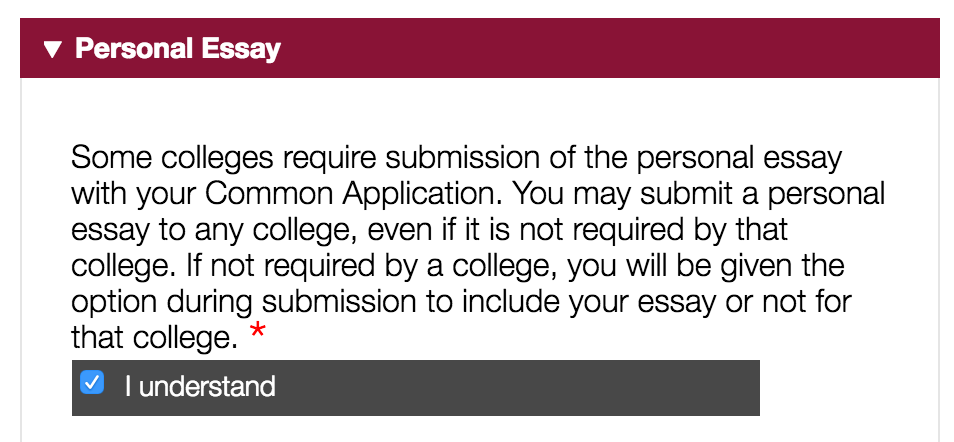 Personal Essay
Some colleges require submission of the personal essay
with your Common Application. You may submit a personal
essay to any college, even if it is not required by that
college. If not required by a college, you will be given the
option during submission to include your essay or not for
that college. *
I understand